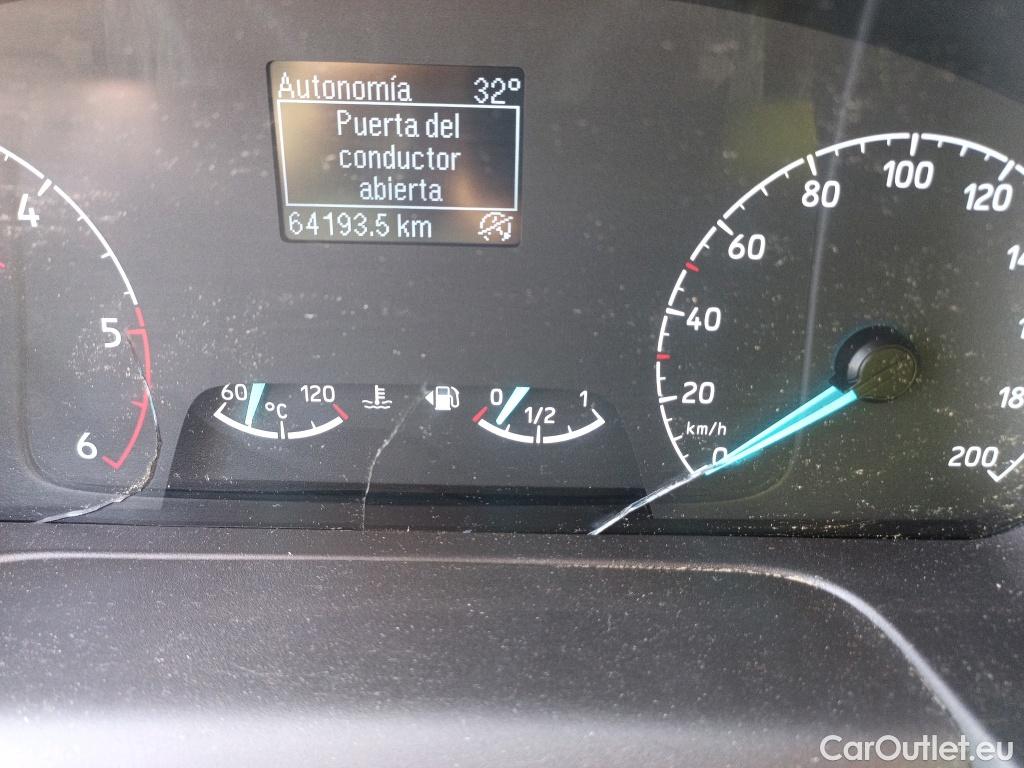 Autonomía 32°
Puerta del
conductor
abierta
64193.5 km
4
5
6
60 120
°C
0 1/2 1
0 20 40 60 80 100 120
200
km/h
CarOutlet.eu